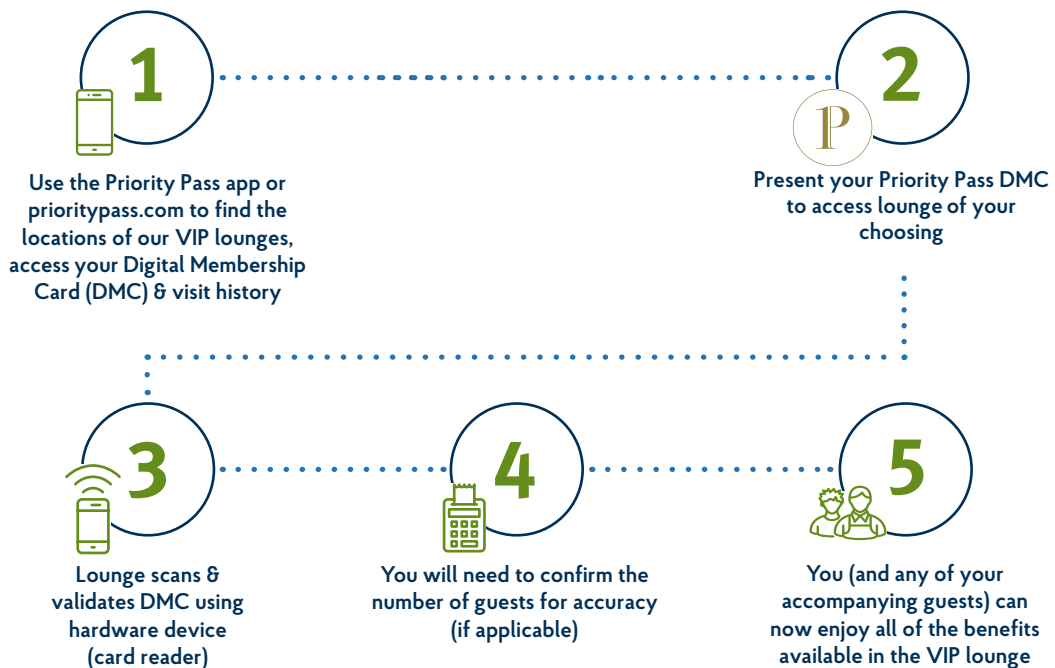 1
Use the Priority Pass app or
prioritypass.com to find the
locations of our VIP lounges,
access your Digital Membership
Card (DMC) & visit history
2
P
Present your Priority Pass DMC
to access lounge of your
choosing
3
Lounge scans &
validates DMC using
hardware device
(card reader)
4
You will need to confirm the
number of guests for accuracy
(if applicable)
5
You (and any of your
accompanying guests) can
now enjoy all of the benefits
available in the VIP lounge